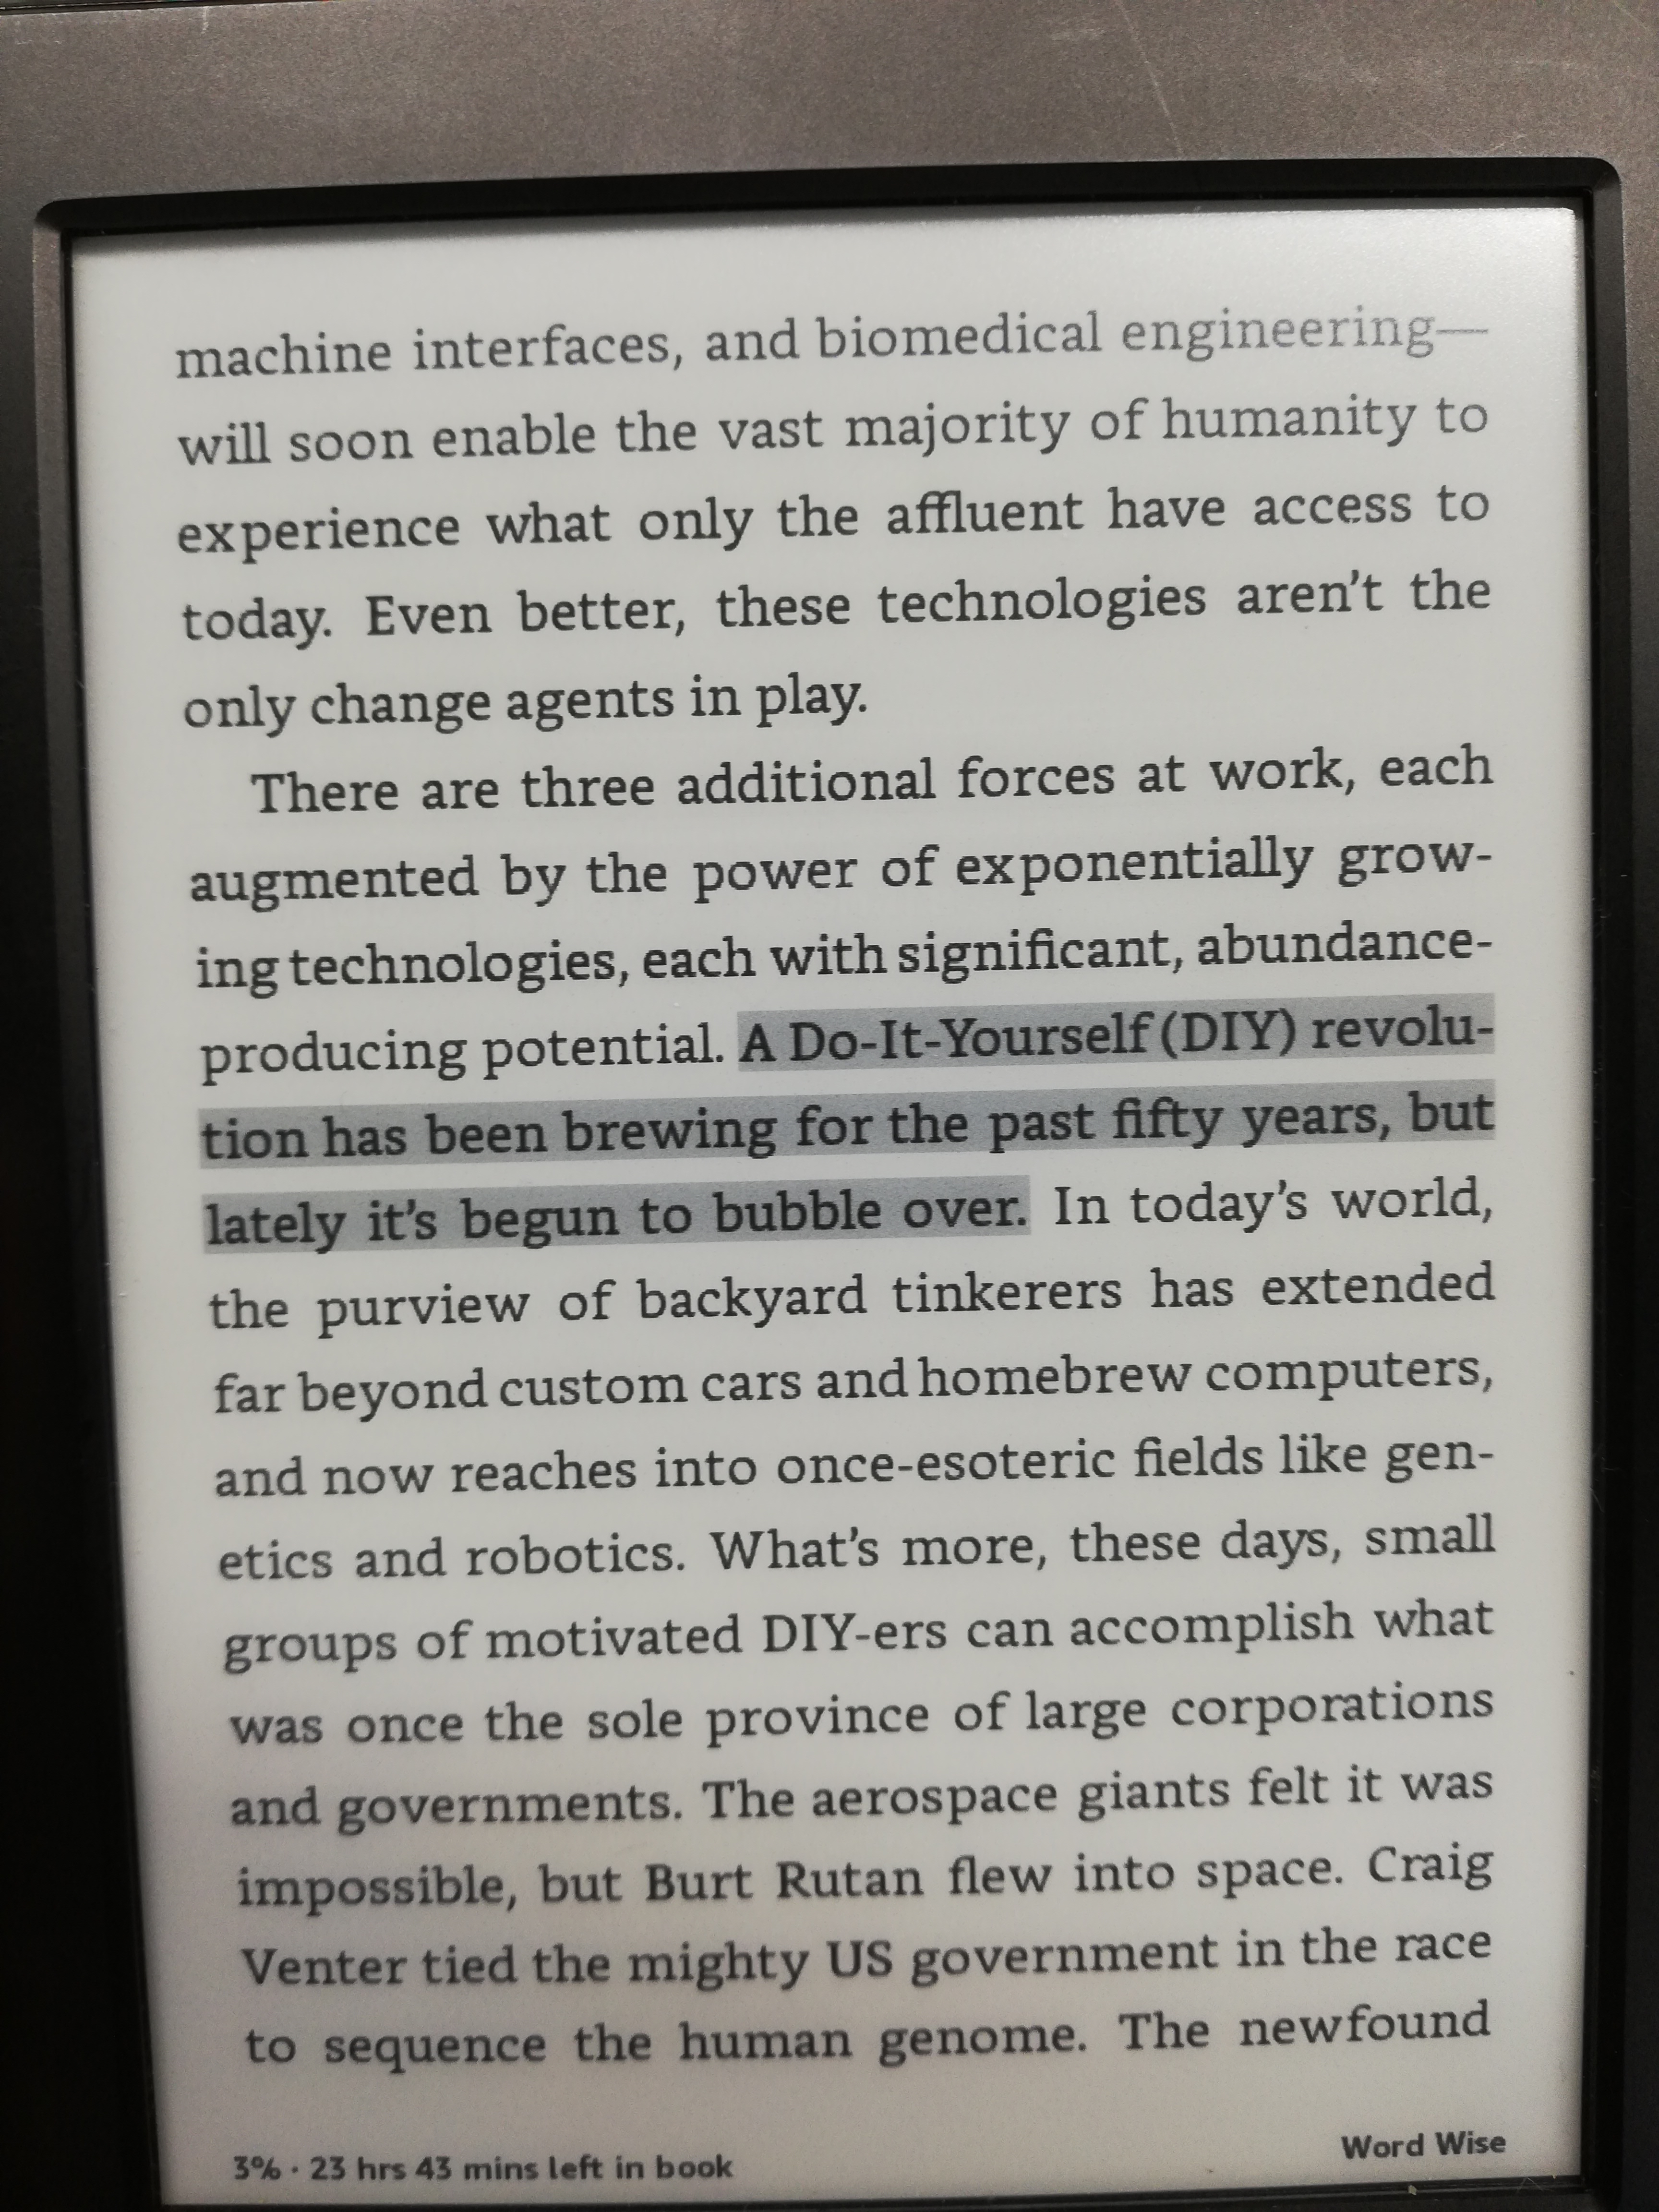 machine interfaces, and biomedical engineering—
will soon enable the vast majority of humanity to
experience what only the affluent have access to
today. Even better, these technologies aren't the
only change agents in play.
There are three additional forces at work, each
augmented by the power of exponentially grow-
ing technologies, each with significant, abundance-
producing potential. A Do-It-Yourself (DIY) revolu-
tion has been brewing for the past fifty years, but
lately it's begun to bubble over. In today's world,
the purview of backyard tinkerers has extended
far beyond custom cars and homebrew computers,
and now reaches into once-esoteric fields like gen-
etics and robotics. What's more, these days, small
groups of motivated DIY-ers can accomplish what
was once the sole province of large corporations
and governments. The aerospace giants felt it was
impossible, but Burt Rutan flew into space. Craig
Venter tied the mighty US government in the race
to sequence the human genome. The newfound
3% · 23 hrs 43 mins left in book
Word Wise